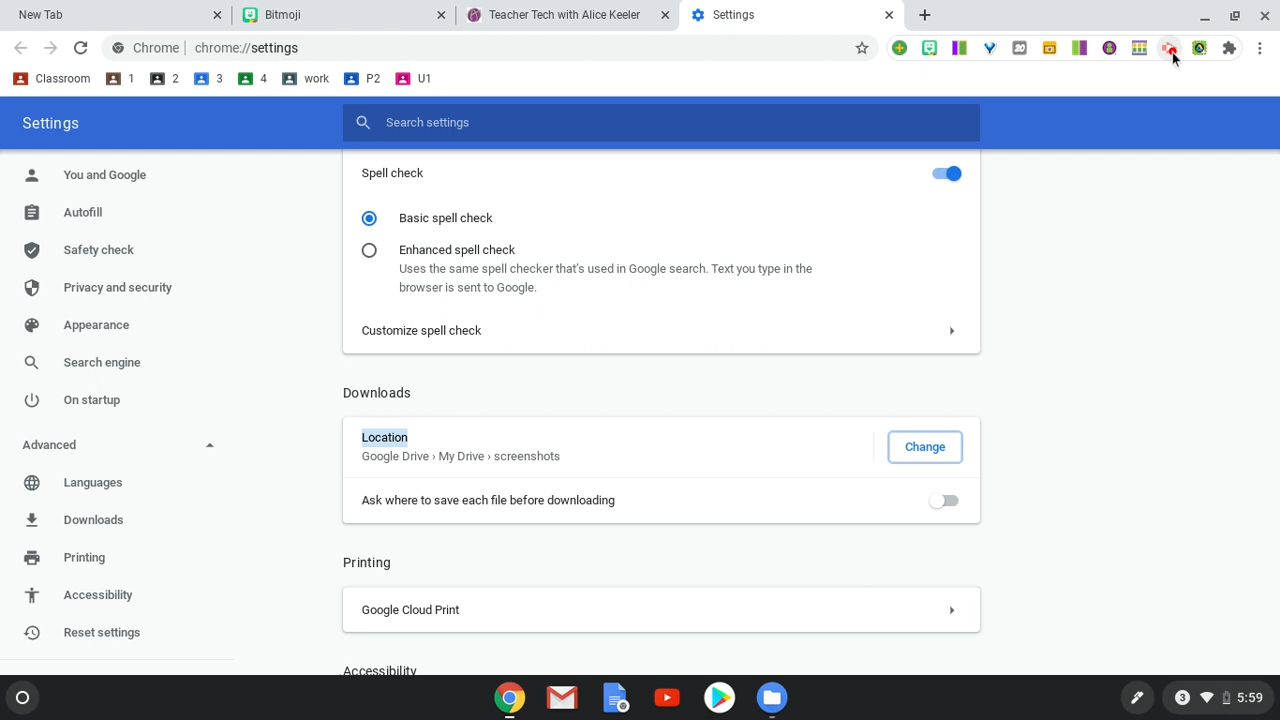 New Tab
Bitmoji
Teacher Tech with Alice Keeler
Settings
Chrome
chrome://settings
20
Classroom
1
2
3
4
work
P2
U1
Settings
Search settings
You and Google
Autofill
Safety check
Privacy and security
Appearance
Search engine
On startup
Advanced
Languages
Downloads
Printing
Accessibility
Reset settings
Spell check
Basic spell check
Enhanced spell check
Uses the same spell checker that's used in Google search. Text you type in the
browser is sent to Google.
Customize spell check
Downloads
Location
Google Drive › My Drive › screenshots
Change
Ask where to save each file before downloading
Printing
Google Cloud Print
Accessibility
3
5:59